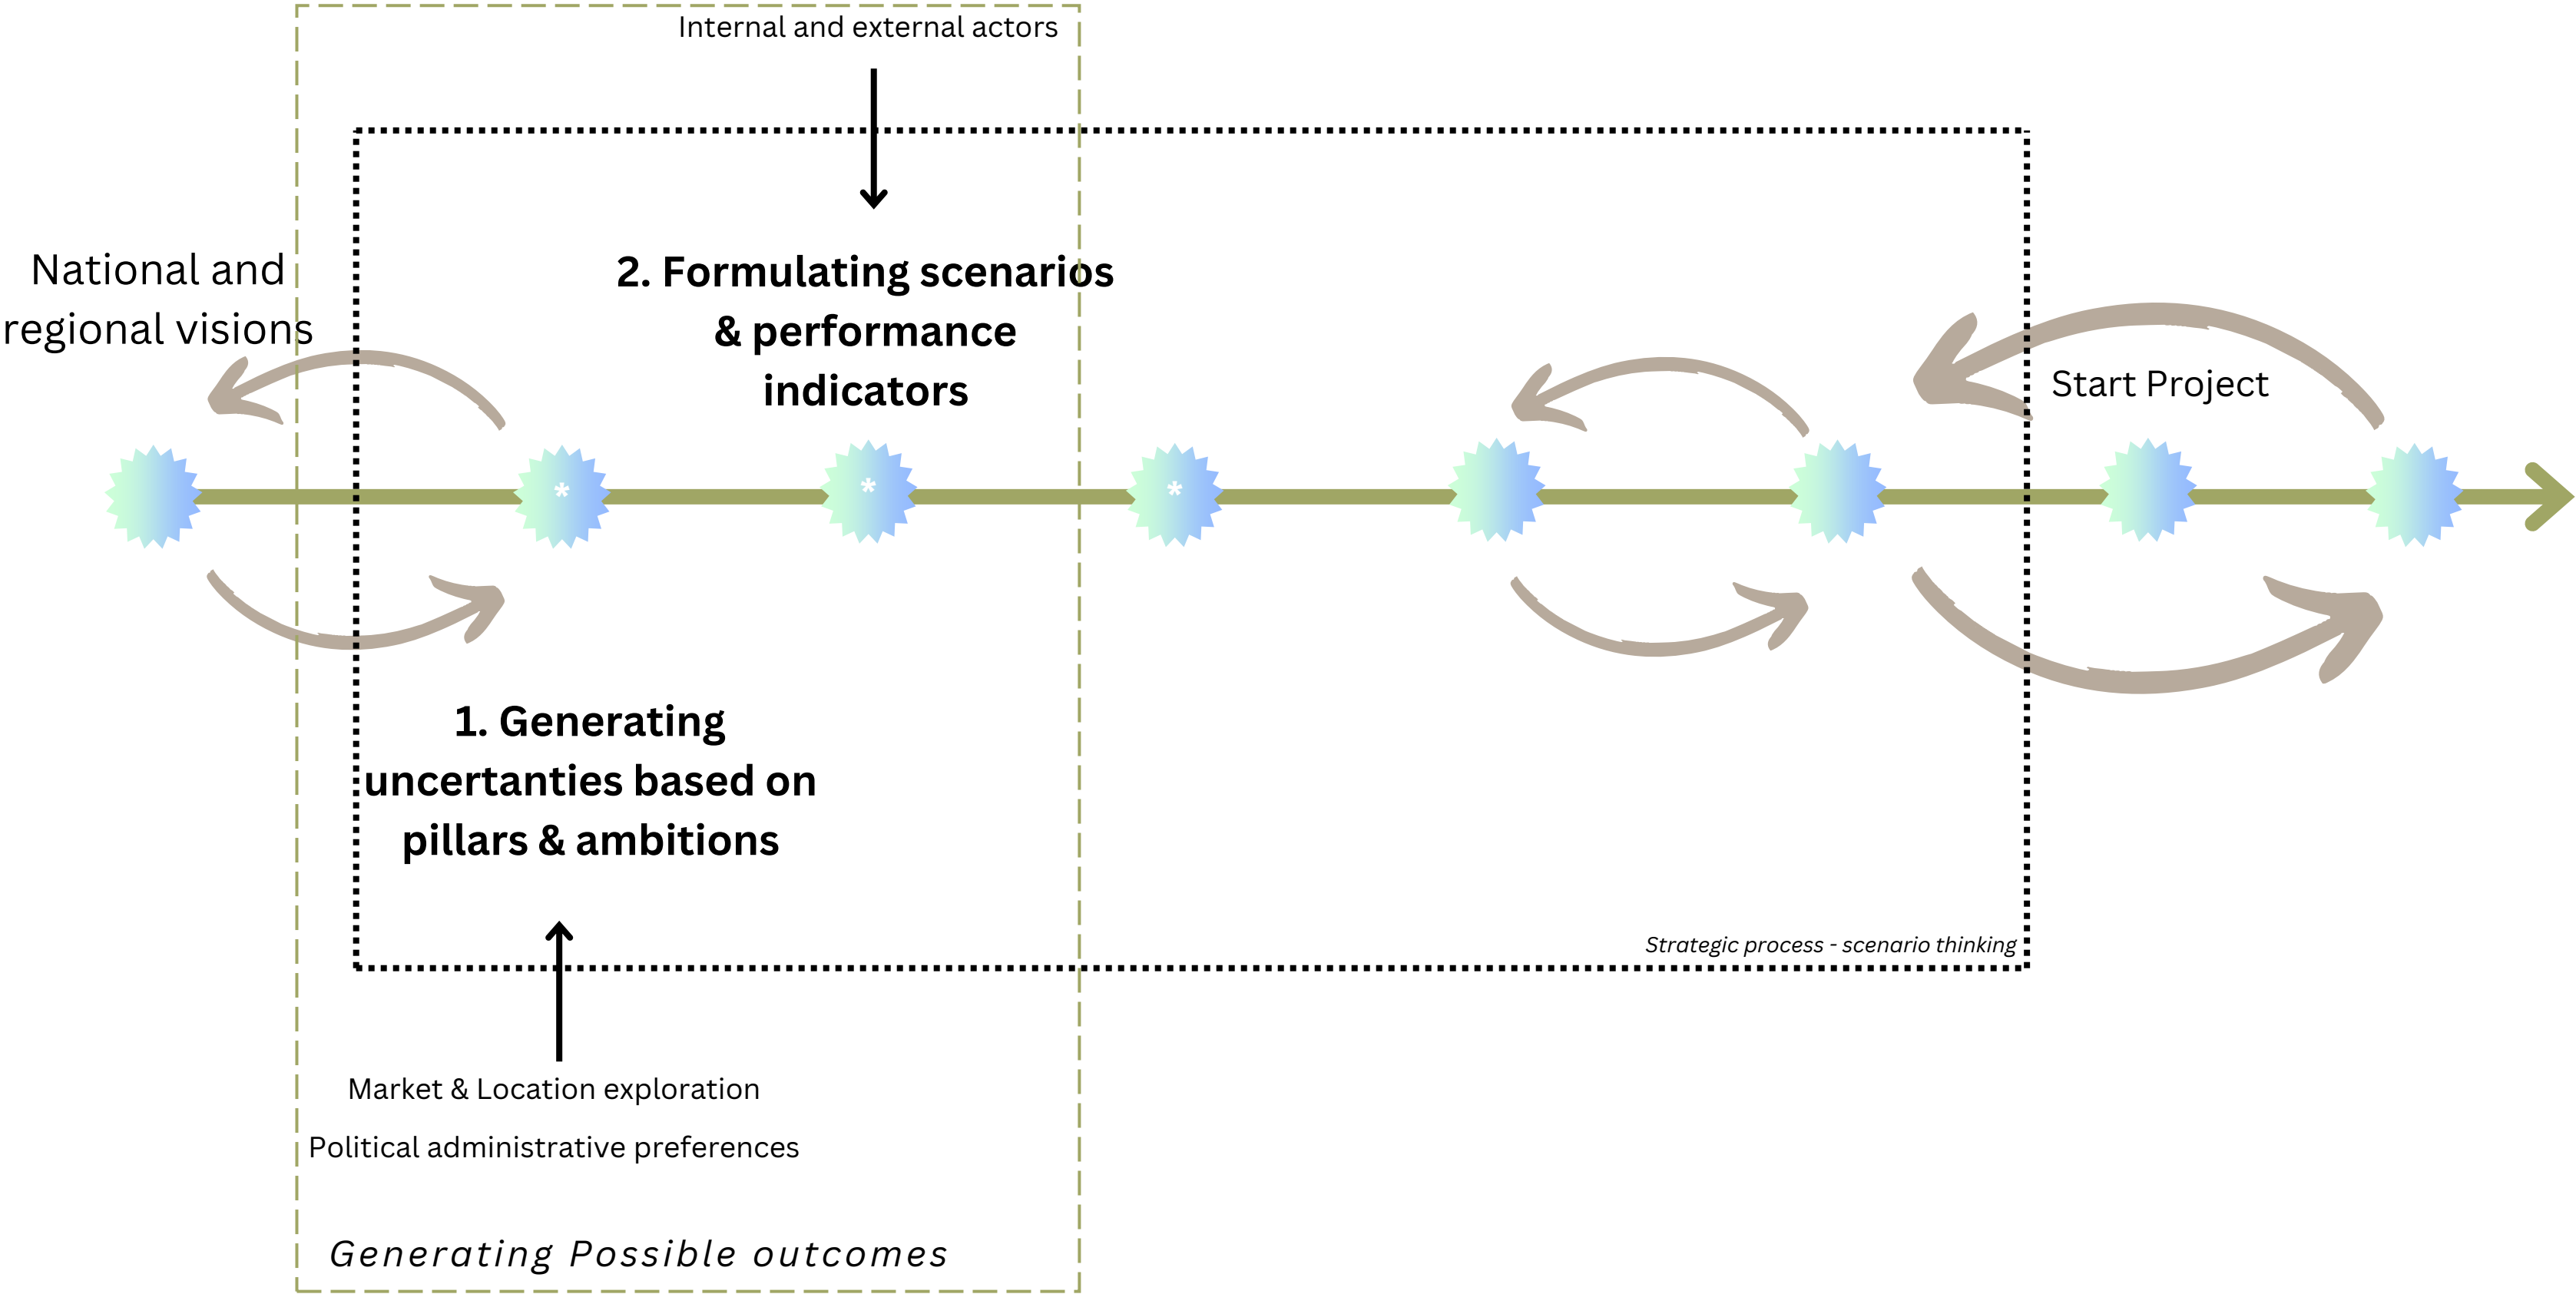 Internal and external actors
National and
regional visions
2. Formulating scenarios
& performance
indicators
Start Project
*
*
*
1. Generating
uncertanties based on
pillars & ambitions
Strategic process - scenario thinking
Market & Location exploration
Political administrative preferences
Generating Possible outcomes